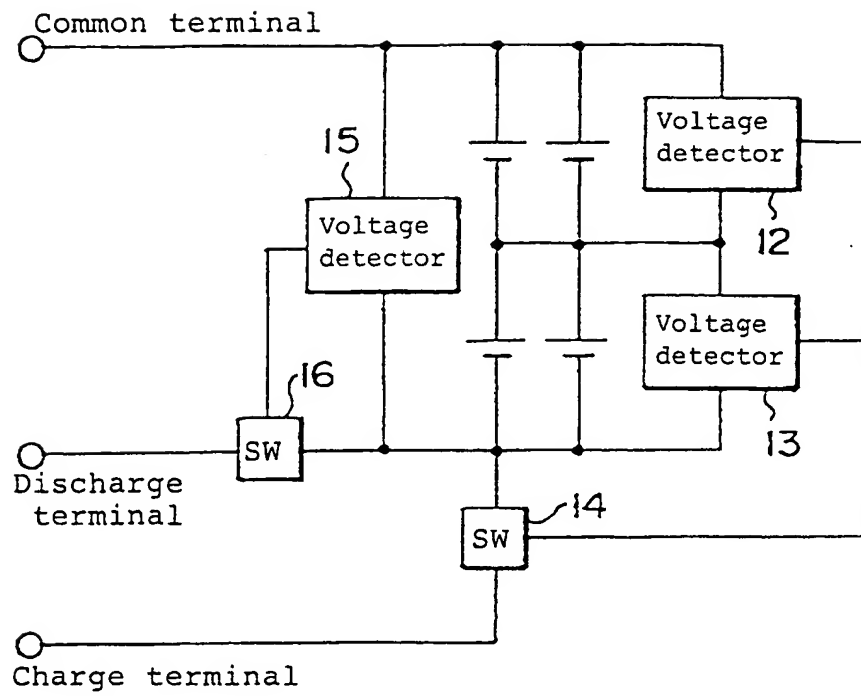 Common terminal
15
Voltage
detector
Voltage
detector
12
Voltage
detector
13
16
SW
Discharge
terminal
14
SW
Charge terminal